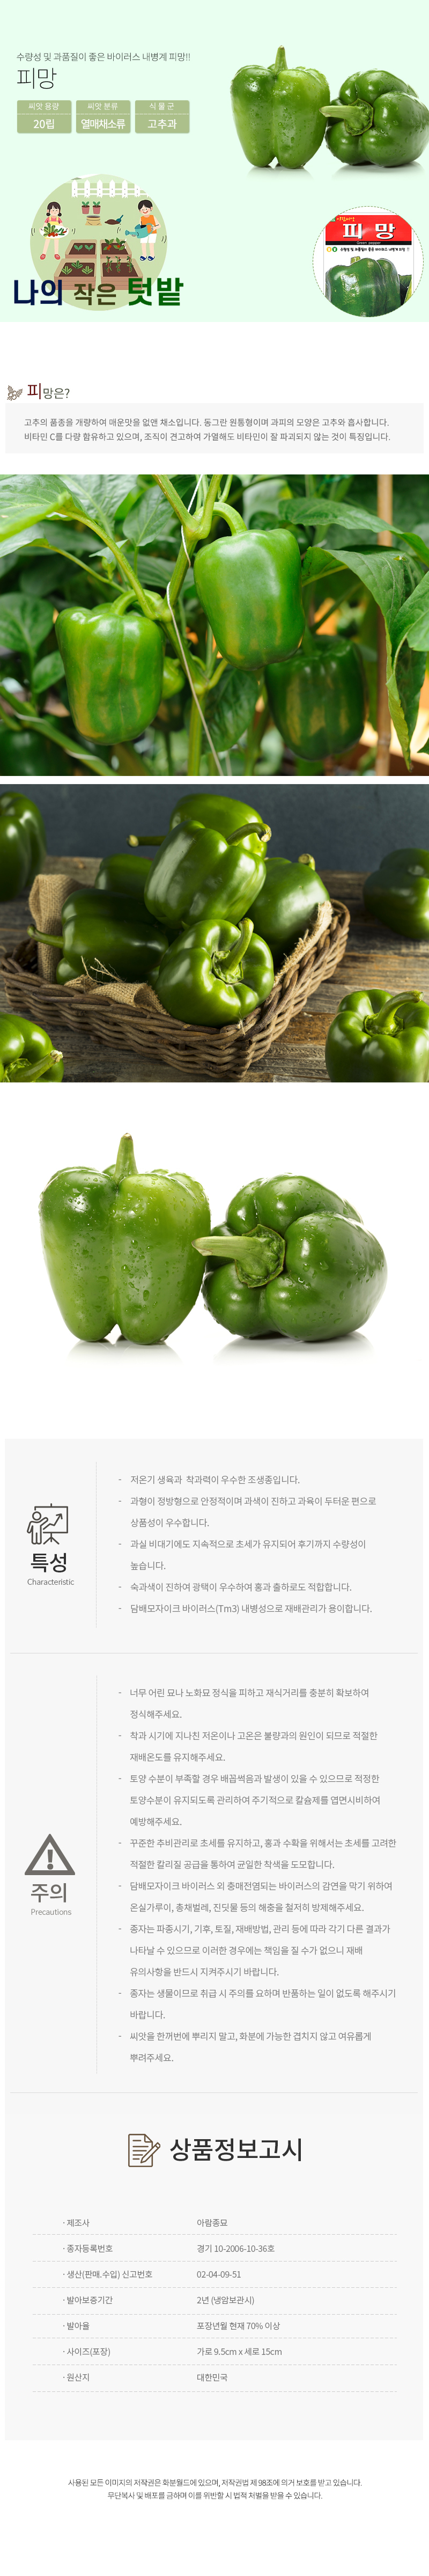 수량성 및 과품질이 좋은 바이러스 내병계 피망!!
피망
씨앗 용량
20립
씨앗 분류
열매채소류
식 물 군
고추과
나의 작은 텃밭
피 망
Green pepper
피망은?
고추의 품종을 개량하여 매운맛을 없앤 채소입니다. 동그란 원통형이며 과피의 모양은 고추와 흡사합니다.
비타민 C를 다량 함유하고 있으며, 조직이 견고하여 가열해도 비타민이 잘 파괴되지 않는 것이 특징입니다.
특성
Characteristic
- 저온기 생육과 착과력이 우수한 조생종입니다.
- 과형이 정방형으로 안정적이며 과색이 진하고 과육이 두터운 편으로
상품성이 우수합니다.
- 과실 비대기에도 지속적으로 초세가 유지되어 후기까지 수량성이
높습니다.
- 숙과색이 진하여 광택이 우수하여 홍과 출하로도 적합합니다.
- 담배모자이크 바이러스(Tm3) 내병성으로 재배관리가 용이합니다.
주의
Precautions
- 너무 어린 묘나 노화묘 정식을 피하고 재식거리를 충분히 확보하여
정식해주세요.
- 착과 시기에 지나친 저온이나 고온은 불량과의 원인이 되므로 적절한
재배온도를 유지해주세요.
- 토양 수분이 부족할 경우 배꼽썩음과 발생이 있을 수 있으므로 적정한
토양수분이 유지되도록 관리하여 주기적으로 칼슘제를 엽면시비하여
예방해주세요.
- 꾸준한 추비관리로 초세를 유지하고, 홍과 수확을 위해서는 초세를 고려한
적절한 칼리질 공급을 통하여 균일한 착색을 도모합니다.
- 담배모자이크 바이러스 외 충매전염되는 바이러스의 감염을 막기 위하여
온실가루이, 총채벌레, 진딧물 등의 해충을 철저히 방제해주세요.
- 종자는 파종시기, 기후, 토질, 재배방법, 관리 등에 따라 각기 다른 결과가
나타날 수 있으므로 이러한 경우에는 책임을 질 수가 없으니 재배
유의사항을 반드시 지켜주시기 바랍니다.
- 종자는 생물이므로 취급 시 주의를 요하며 반품하는 일이 없도록 해주시기
바랍니다.
- 씨앗을 한꺼번에 뿌리지 말고, 화분에 가능한 겹치지 않고 여유롭게
뿌려주세요.
상품정보고시
· 제조사 아람종묘
· 종자등록번호 경기 10-2006-10-36호
· 생산(판매.수입) 신고번호 02-04-09-51
· 발아보증기간 2년 (냉암보관시)
· 발아율 포장년월 현재 70% 이상
· 사이즈(포장) 가로 9.5cm x 세로 15cm
· 원산지 대한민국
사용된 모든 이미지의 저작권은 화분월드에 있으며, 저작권법 제 98조에 의거 보호를 받고 있습니다.
무단복사 및 배포를 금하며 이를 위반할 시 법적 처벌을 받을 수 있습니다.